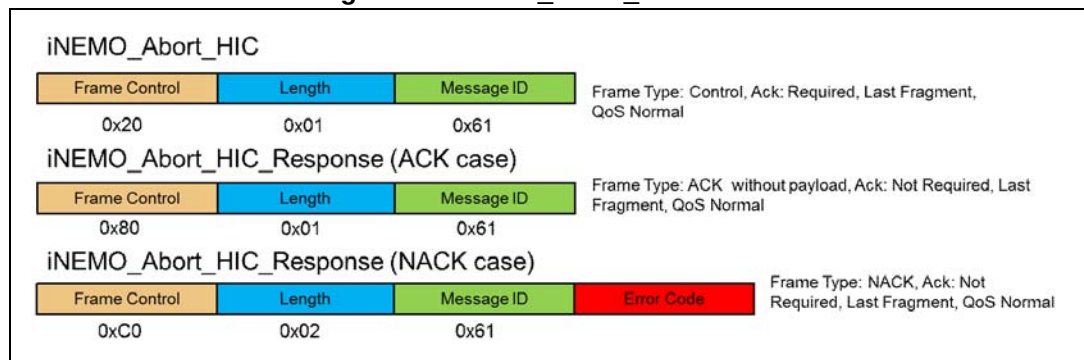 iNEMO_Abort_HIC
Frame Control Length Message ID
Frame Type: Control, Ack: Required, Last Fragment,
QoS Normal
0x20 0x01 0x61
iNEMO_Abort_HIC_Response (ACK case)
Frame Control Length Message ID
Frame Type: ACK without payload, Ack: Not Required, Last
Fragment, QoS Normal
0x80 0x01 0x61
iNEMO_Abort_HIC_Response (NACK case)
Frame Control Length Message ID Error Code
Frame Type: NACK, Ack: Not
Required, Last Fragment, QoS Normal
0xC0 0x02 0x61